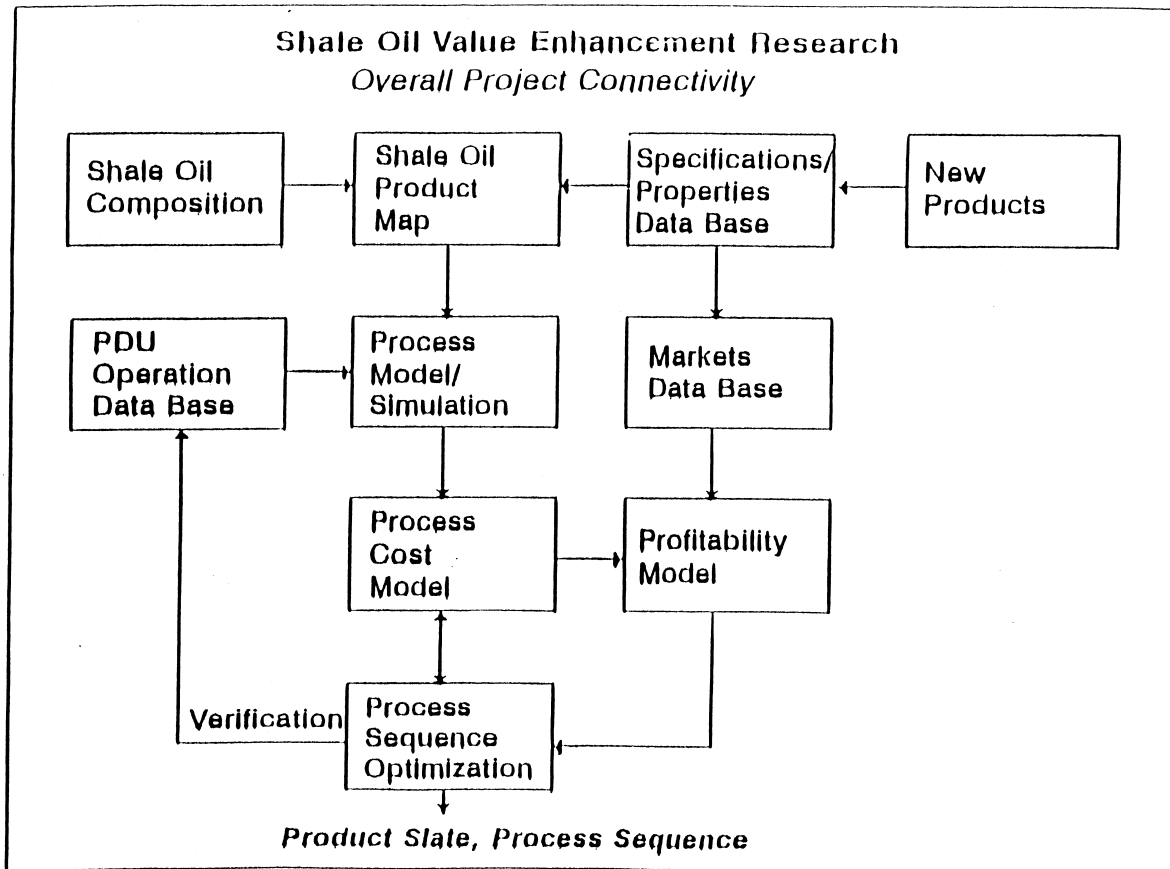 Shale Oil Value Enhancement Research
Overall Project Connectivity
Shale Oil
Composition
Shale Oil
Product
Map
Specifications/
Properties
Data Base
New
Products
PDU
Operation
Data Base
Process
Model/
Simulation
Markets
Data Base
Process
Cost
Model
Profitability
Model
Verification
Process
Sequence
Optimization
Product Slate, Process Sequence